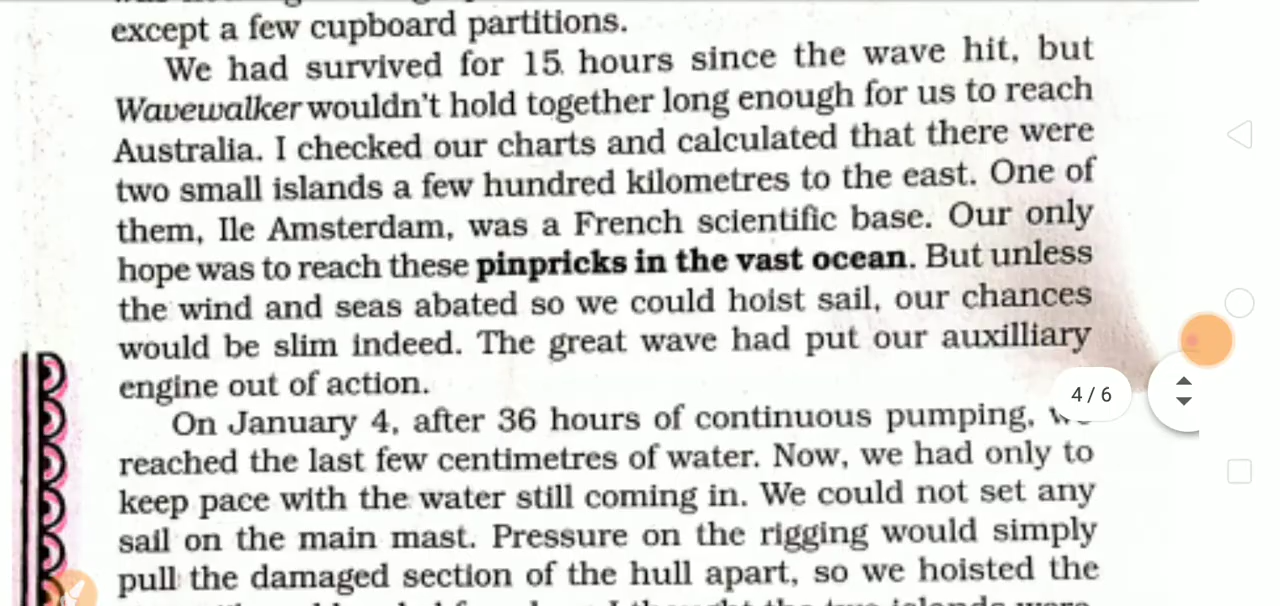 except a few cupboard partitions.
We had survived for 15 hours since the wave hit, but
Wavewalker wouldn't hold together long enough for us to reach
Australia. I checked our charts and calculated that there were
two small islands a few hundred kilometres to the east. One of
them, Ile Amsterdam, was a French scientific base. Our only
hope was to reach these pinpricks in the vast ocean. But unless
the wind and seas abated so we could hoist sail, our chances
would be slim indeed. The great wave had put our auxilliary
engine out of action.
4 / 6
On January 4, after 36 hours of continuous pumping, we
reached the last few centimetres of water. Now, we had only to
keep pace with the water still coming in. We could not set any
sail on the main mast. Pressure on the rigging would simply
pull the damaged section of the hull apart, so we hoisted the